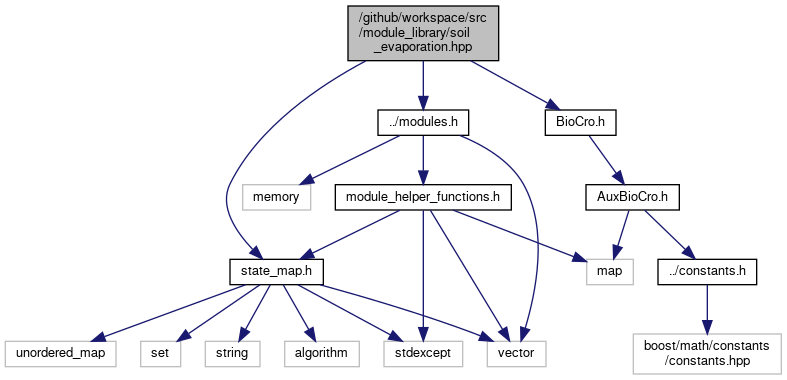 /github/workspace/src
/module_library/soil
_evaporation.hpp
../modules.h
BioCro.h
memory
module_helper_functions.h
AuxBioCro.h
state_map.h
map
../constants.h
unordered_map
set
string
algorithm
stdexcept
vector
boost/math/constants
/constants.hpp